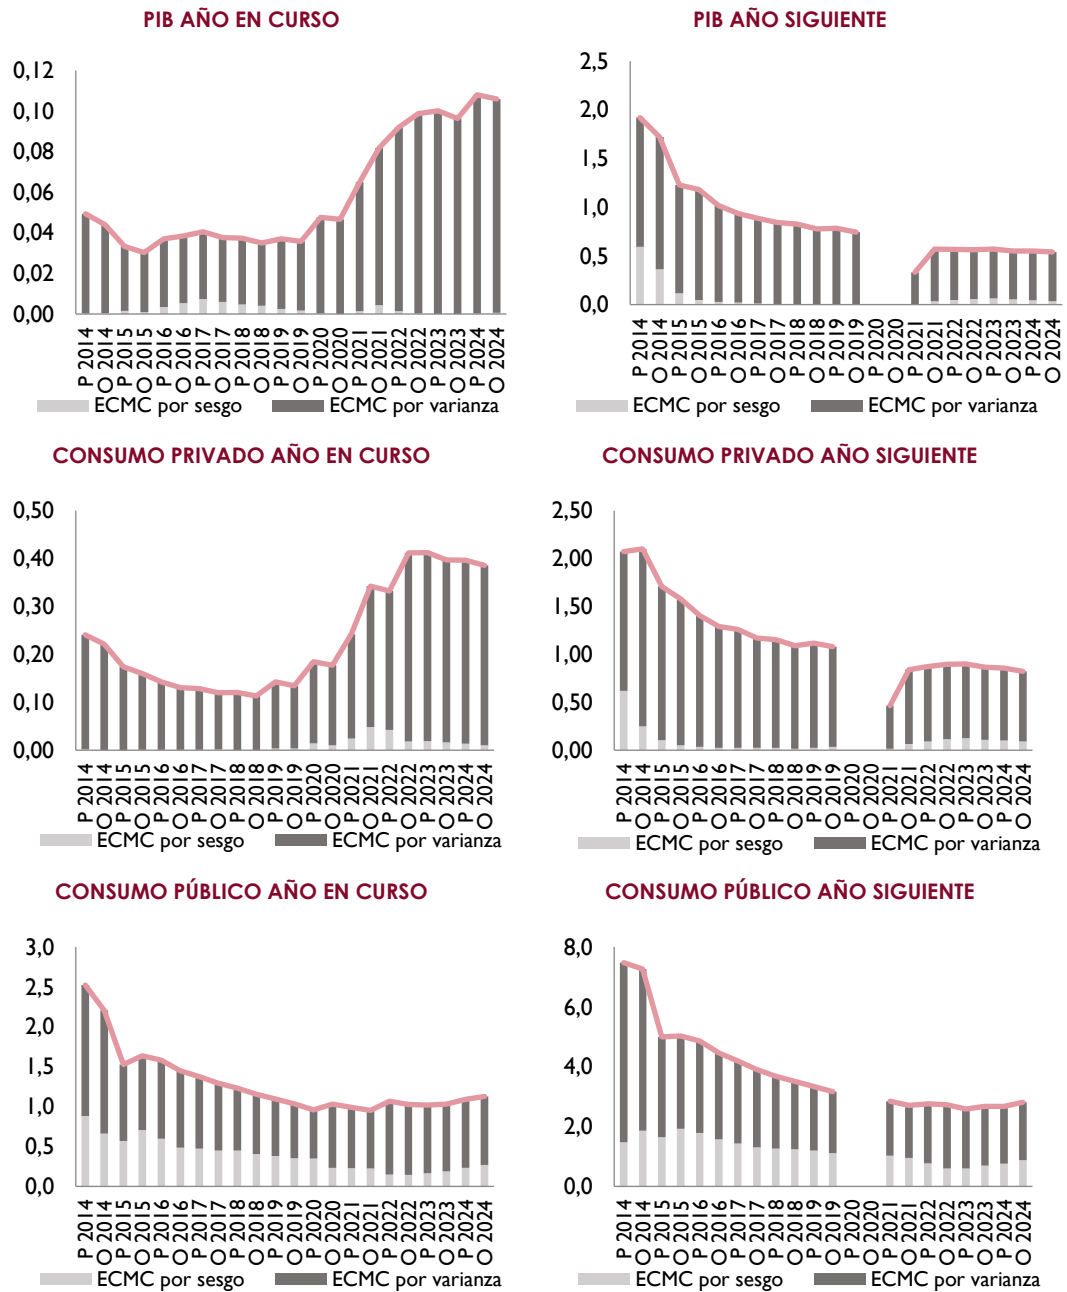 PIB AÑO EN CURSO
0,12
0,10
0,08
0,06
0,04
0,02
0,00
P 2014
O 2014
P 2015
O 2015
P 2016
O 2016
P 2017
O 2017
P 2018
O 2018
P 2019
O 2019
P 2020
O 2020
P 2021
O 2021
P 2022
O 2022
P 2023
O 2023
P 2024
O 2024
ECMC por sesgo ECMC por varianza
PIB AÑO SIGUIENTE
2,5
2,0
1,5
1,0
0,5
0,0
P 2014
O 2014
P 2015
O 2015
P 2016
O 2016
P 2017
O 2017
P 2018
O 2018
P 2019
O 2019
P 2020
O 2020
P 2021
O 2021
P 2022
O 2022
P 2023
O 2023
P 2024
O 2024
ECMC por sesgo ECMC por varianza
CONSUMO PRIVADO AÑO EN CURSO
0,50
0,40
0,30
0,20
0,10
0,00
P 2014
O 2014
P 2015
O 2015
P 2016
O 2016
P 2017
O 2017
P 2018
O 2018
P 2019
O 2019
P 2020
O 2020
P 2021
O 2021
P 2022
O 2022
P 2023
O 2023
P 2024
O 2024
ECMC por sesgo ECMC por varianza
CONSUMO PRIVADO AÑO SIGUIENTE
2,50
2,00
1,50
1,00
0,50
0,00
P 2014
O 2014
P 2015
O 2015
P 2016
O 2016
P 2017
O 2017
P 2018
O 2018
P 2019
O 2019
P 2020
O 2020
P 2021
O 2021
P 2022
O 2022
P 2023
O 2023
P 2024
O 2024
ECMC por sesgo ECMC por varianza
CONSUMO PÚBLICO AÑO EN CURSO
3,0
2,5
2,0
1,5
1,0
0,5
0,0
P 2014
O 2014
P 2015
O 2015
P 2016
O 2016
P 2017
O 2017
P 2018
O 2018
P 2019
O 2019
P 2020
O 2020
P 2021
O 2021
P 2022
O 2022
P 2023
O 2023
P 2024
O 2024
ECMC por sesgo ECMC por varianza
CONSUMO PÚBLICO AÑO SIGUIENTE
8,0
6,0
4,0
2,0
0,0
P 2014
O 2014
P 2015
O 2015
P 2016
O 2016
P 2017
O 2017
P 2018
O 2018
P 2019
O 2019
P 2020
O 2020
P 2021
O 2021
P 2022
O 2022
P 2023
O 2023
P 2024
O 2024
ECMC por sesgo ECMC por varianza